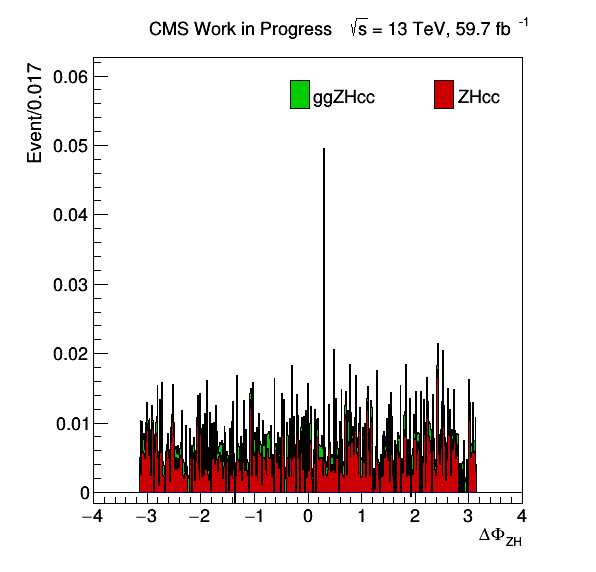 CMS Work in Progress √s = 13 TeV, 59.7 fb⁻¹
Event/0.017
ggZHcc ZHcc
0.06
0.05
0.04
0.03
0.02
0.01
0
−4 −3 −2 −1 0 1 2 3 4
ΔΦ_ZH